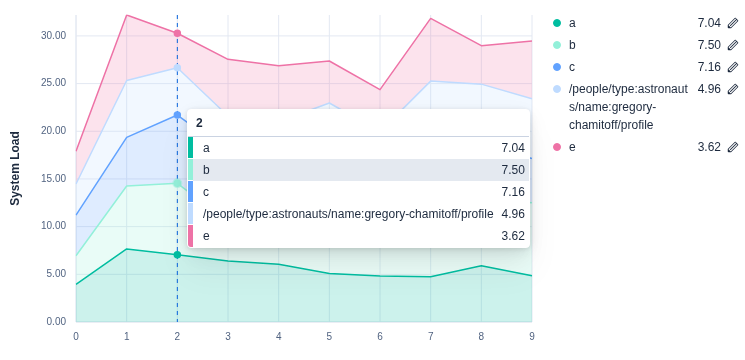 System Load
30.00
25.00
20.00
15.00
10.00
5.00
0.00
0 1 2 3 4 5 6 7 8 9
2
a 7.04
b 7.50
c 7.16
/people/type:astronauts/name:gregory-chamitoff/profile 4.96
e 3.62
a 7.04
b 7.50
c 7.16
/people/type:astronaut 4.96
s/name:gregory-
chamitoff/profile
e 3.62